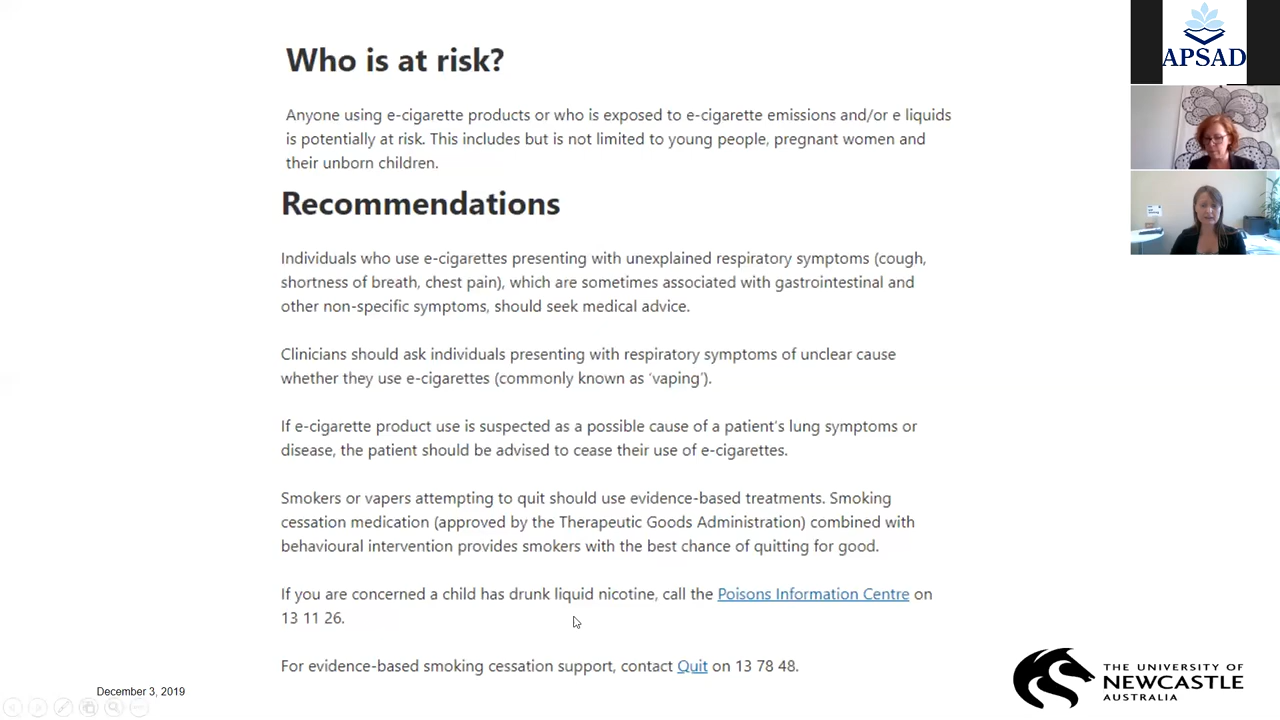 Who is at risk?
Anyone using e-cigarette products or who is exposed to e-cigarette emissions and/or e liquids
is potentially at risk. This includes but is not limited to young people, pregnant women and
their unborn children.
Recommendations
Individuals who use e-cigarettes presenting with unexplained respiratory symptoms (cough,
shortness of breath, chest pain), which are sometimes associated with gastrointestinal and
other non-specific symptoms, should seek medical advice.
Clinicians should ask individuals presenting with respiratory symptoms of unclear cause
whether they use e-cigarettes (commonly known as ‘vaping’).
If e-cigarette product use is suspected as a possible cause of a patient’s lung symptoms or
disease, the patient should be advised to cease their use of e-cigarettes.
Smokers or vapers attempting to quit should use evidence-based treatments. Smoking
cessation medication (approved by the Therapeutic Goods Administration) combined with
behavioural intervention provides smokers with the best chance of quitting for good.
If you are concerned a child has drunk liquid nicotine, call the Poisons Information Centre on
13 11 26.
For evidence-based smoking cessation support, contact Quit on 13 78 48.
December 3, 2019
APSAD
THE UNIVERSITY OF
NEWCASTLE
AUSTRALIA